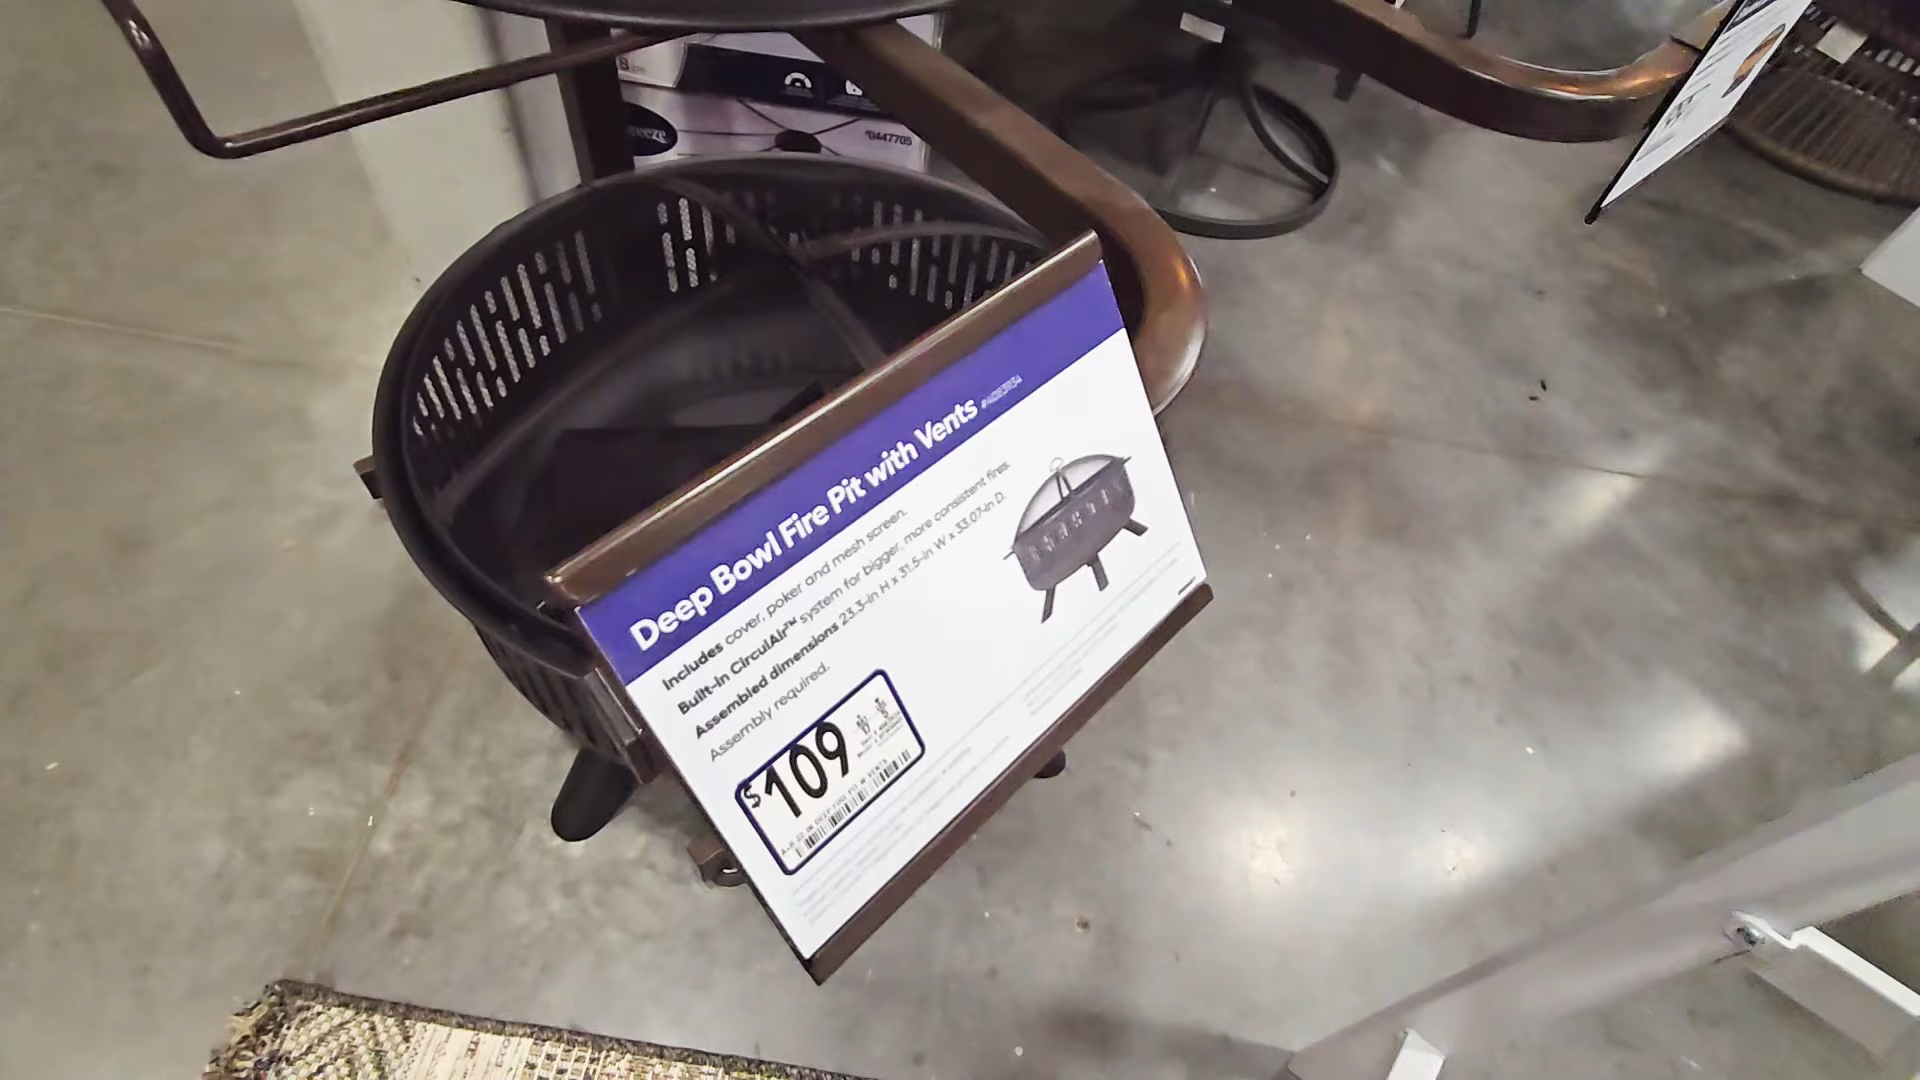 Deep Bowl Fire Pit with Vents
Includes cover, poker and mesh screen.
Built-In CirculAir™ system for bigger, more consistent fires.
Assembled dimensions 23.3-in H x 31.5-in W x 33.07-in D.
Assembly required.
$109
#0447705